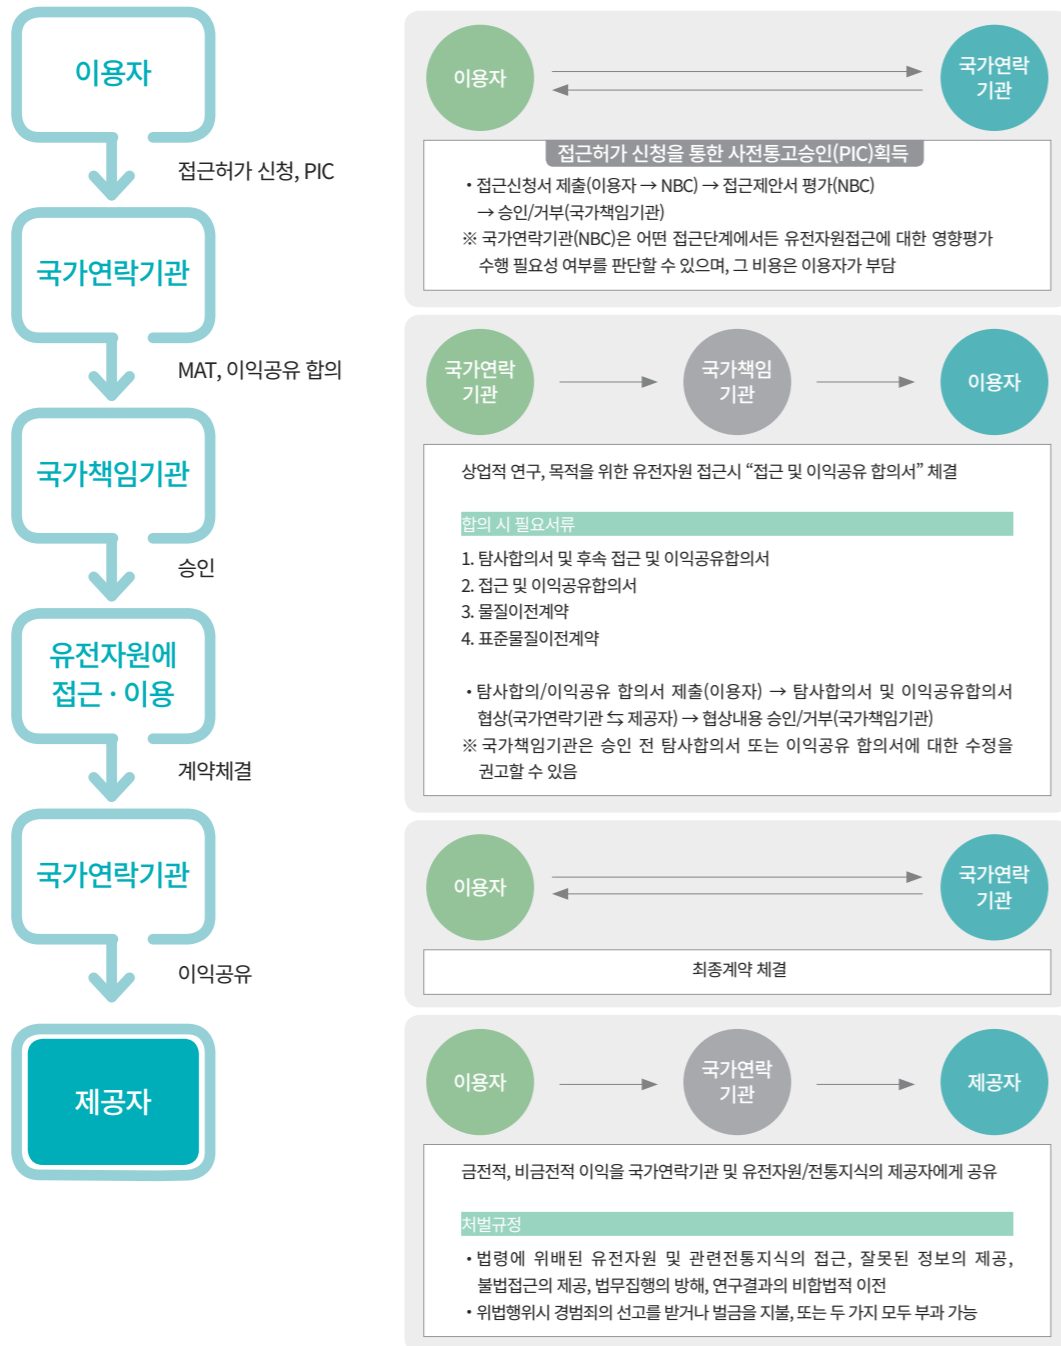 이용자
접근허가 신청, PIC
국가연락기관
MAT, 이익공유 합의
국가책임기관
승인
유전자원에
접근 · 이용
계약체결
국가연락기관
이익공유
제공자
이용자
국가연락
기관
접근허가 신청을 통한 사전통고승인(PIC)획득
• 접근신청서 제출(이용자 → NBC) → 접근제안서 평가(NBC)
→ 승인/거부(국가책임기관)
※ 국가연락기관(NBC)은 어떤 접근단계에서든 유전자원접근에 대한 영향평가
수행 필요성 여부를 판단할 수 있으며, 그 비용은 이용자가 부담
국가연락
기관
국가책임
기관
이용자
상업적 연구, 목적을 위한 유전자원 접근시 “접근 및 이익공유 합의서” 체결
합의 시 필요서류
1. 탐사합의서 및 후속 접근 및 이익공유합의서
2. 접근 및 이익공유합의서
3. 물질이전계약
4. 표준물질이전계약
• 탐사합의/이익공유 합의서 제출(이용자) → 탐사합의서 및 이익공유합의서
협상(국가연락기관 ⇆ 제공자) → 협상내용 승인/거부(국가책임기관)
※ 국가책임기관은 승인 전 탐사합의서 또는 이익공유 합의서에 대한 수정을
권고할 수 있음
이용자
국가연락
기관
최종계약 체결
이용자
국가연락
기관
제공자
금전적, 비금전적 이익을 국가연락기관 및 유전자원/전통지식의 제공자에게 공유
처벌규정
• 법령에 위배된 유전자원 및 관련전통지식의 접근, 잘못된 정보의 제공,
불법접근의 제공, 법무집행의 방해, 연구결과의 비합법적 이전
• 위법행위시 경범죄의 선고를 받거나 벌금을 지불, 또는 두 가지 모두 부과 가능